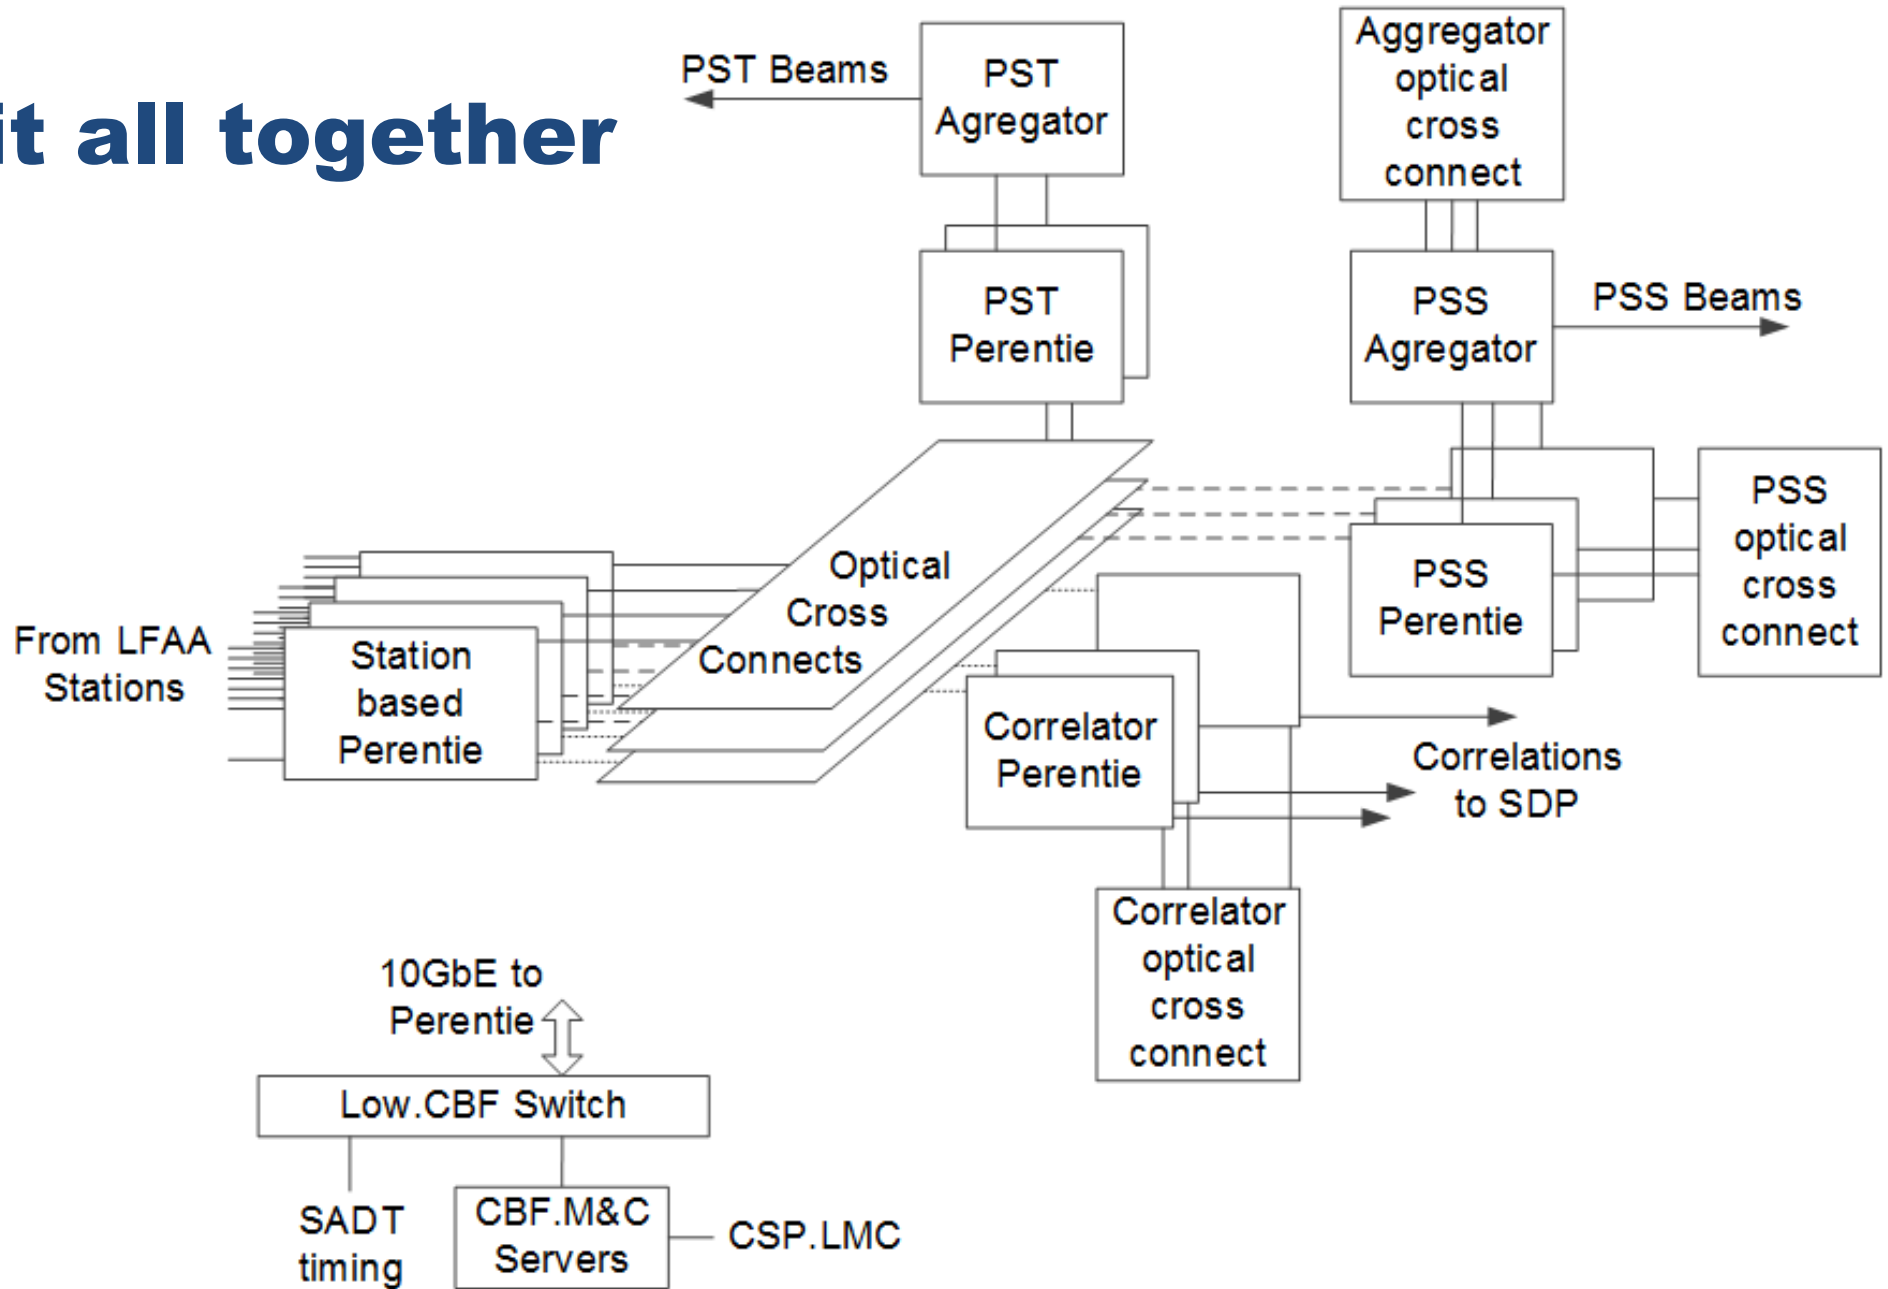 it all together
PST Beams
PST
Agregator
Aggregator
optical
cross
connect
PST
Perentie
PSS
Agregator
PSS Beams
PSS
optical
cross
connect
PSS
Perentie
Optical
Cross
Connects
From LFAA
Stations
Station
based
Perentie
Correlator
Perentie
Correlations
to SDP
Correlator
optical
cross
connect
10GbE to
Perentie
Low.CBF Switch
SADT
timing
CBF.M&C
Servers
CSP.LMC